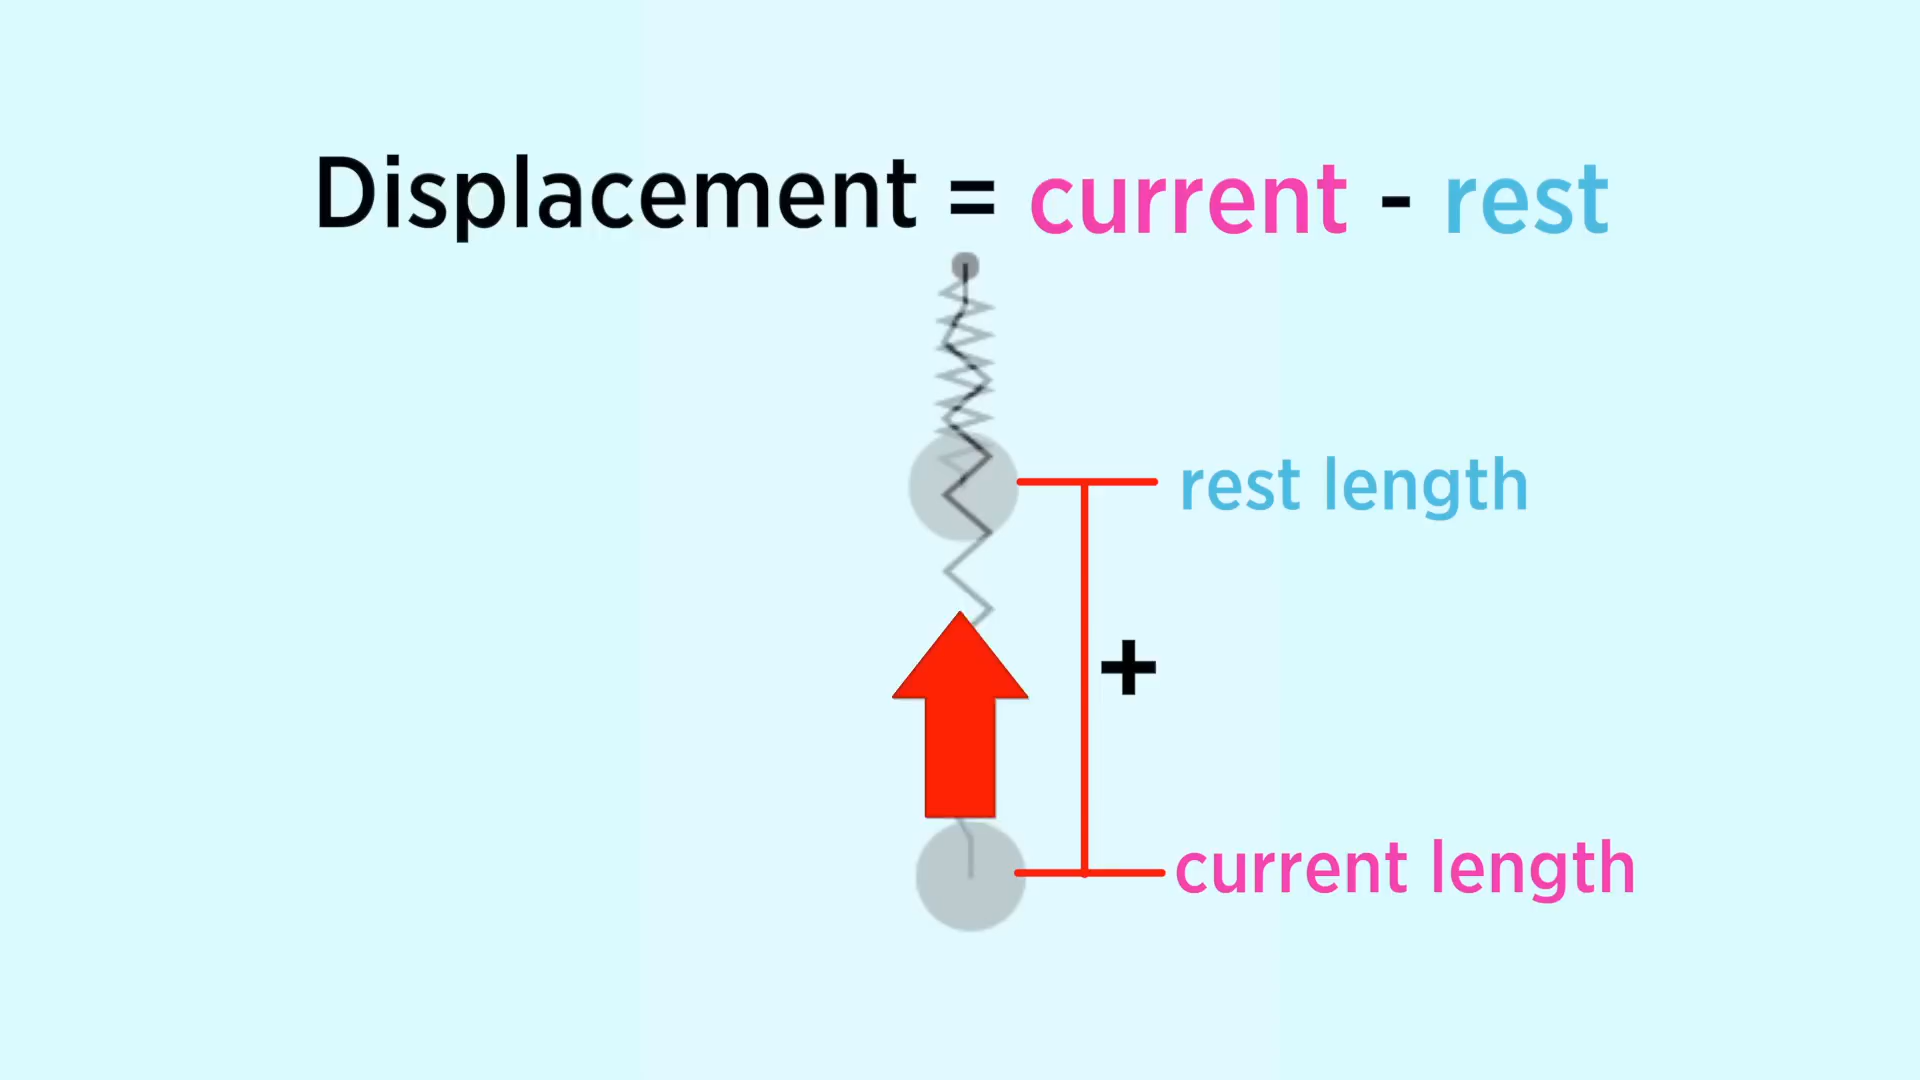 Displacement = current - rest
rest length
+
current length